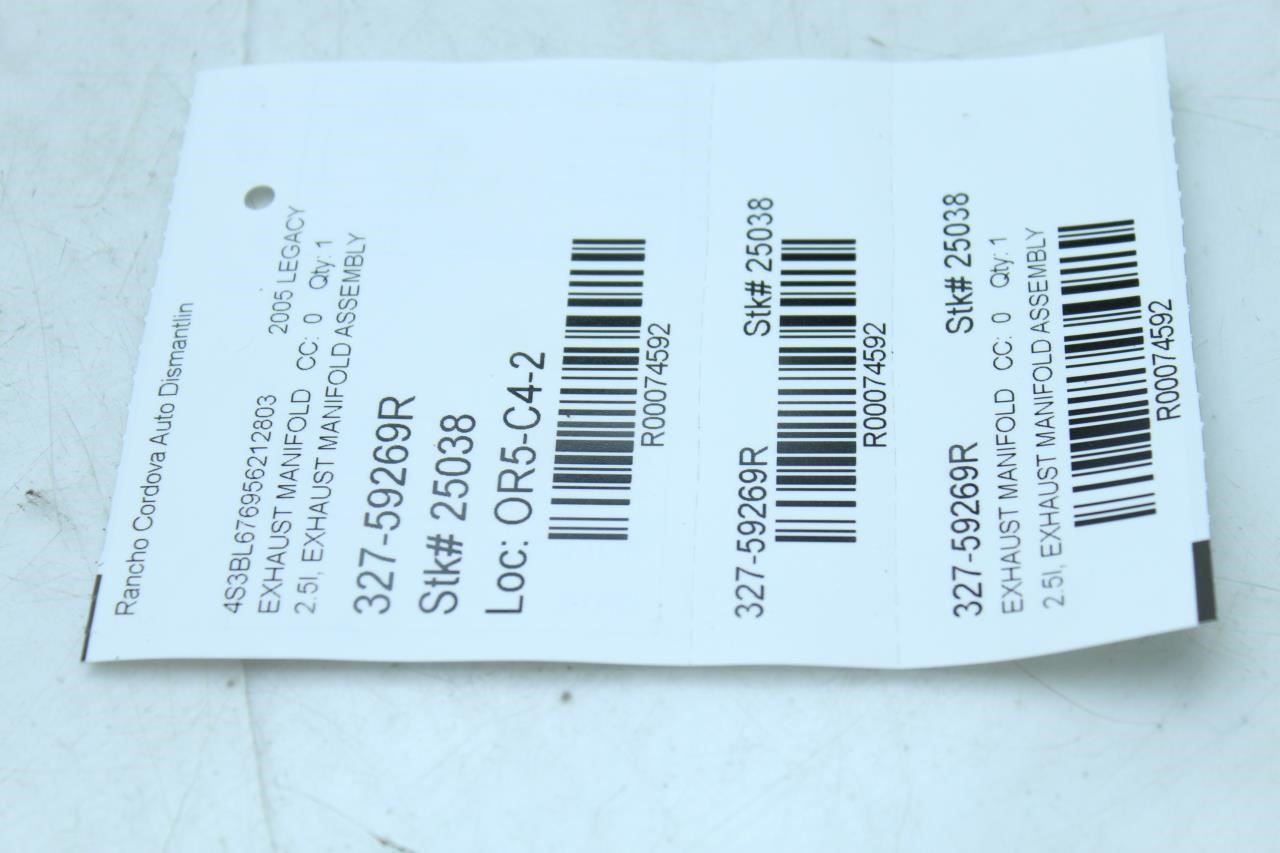 Rancho Cordova Auto Dismantlin
4S3BL676956212803 2005 LEGACY
EXHAUST MANIFOLD CC: 0 Qty: 1
2.5l, EXHAUST MANIFOLD ASSEMBLY
327-59269R
Stk# 25038
Loc: OR5-C4-2
R00074592
327-59269R Stk# 25038
R00074592
327-59269R Stk# 25038
EXHAUST MANIFOLD CC: 0 Qty: 1
2.5l, EXHAUST MANIFOLD ASSEMBLY
R00074592